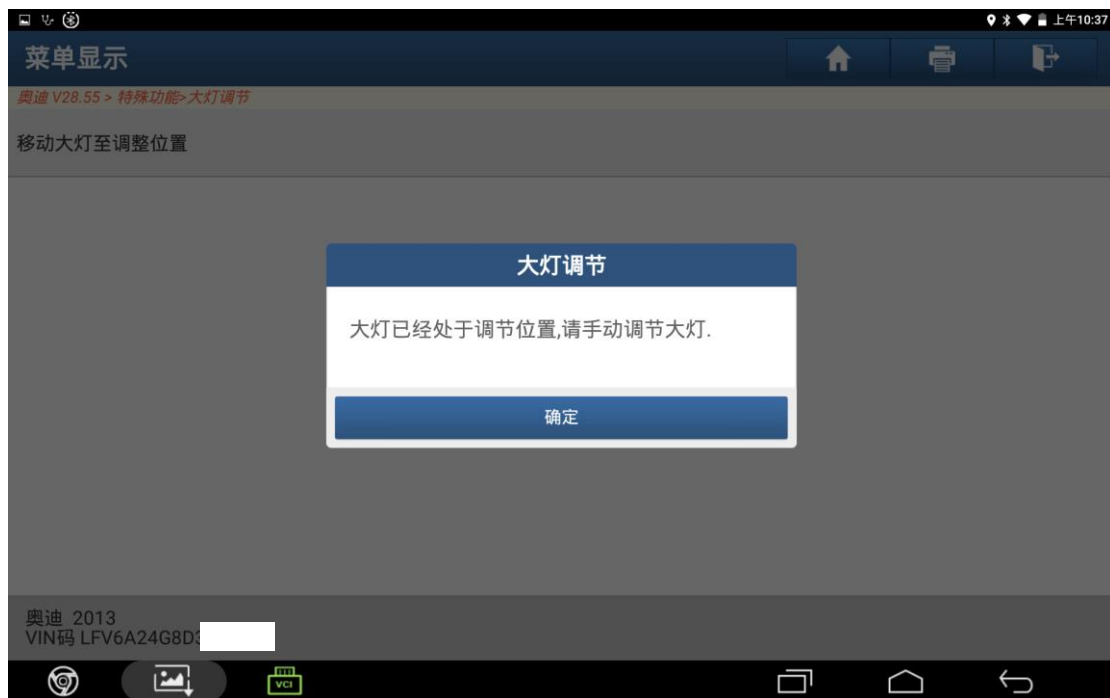 上午10:37
菜单显示
奥迪 V28.55 > 特殊功能>大灯调节
移动大灯至调整位置
大灯调节
大灯已经处于调节位置,请手动调节大灯.
确定
奥迪 2013
VIN码 LFV6A24G8D3
VCI